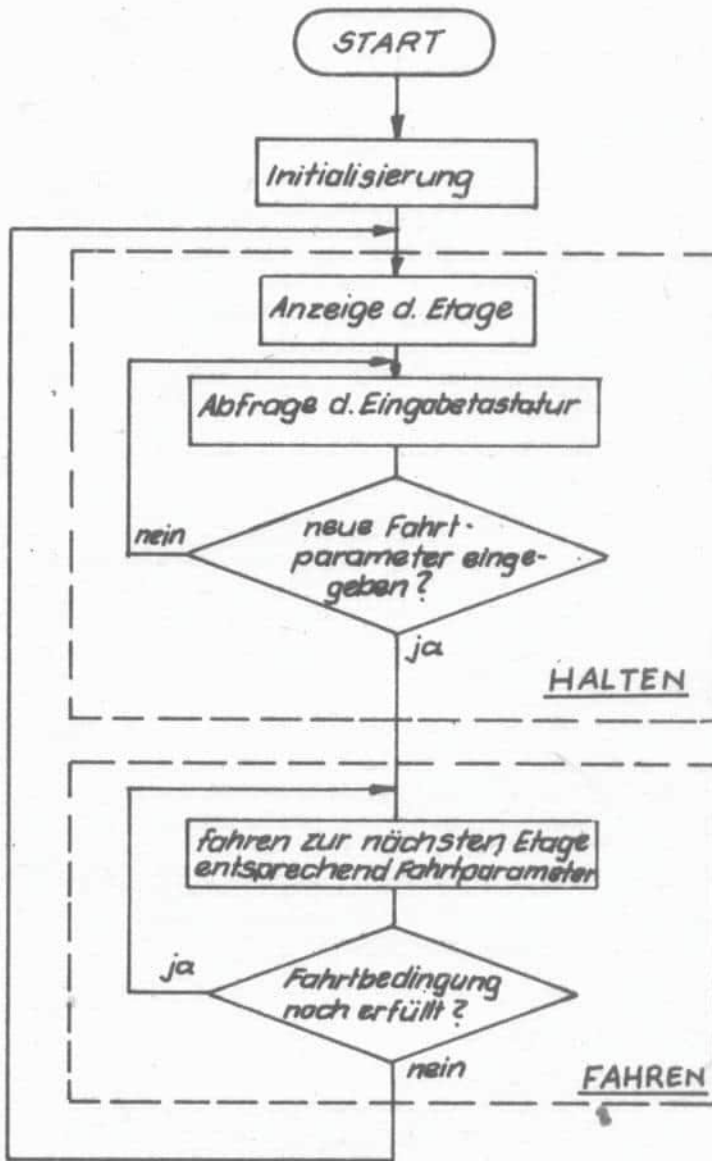 START
Initialisierung
Anzeige d. Etage
Abfrage d. Eingabetastatur
nein
neue Fahrt-
parameter einge-
geben?
ja
HALTEN
fahren zur nächsten Etage
entsprechend Fahrtparameter
ja
Fahrtbedingung
noch erfüllt?
nein
FAHREN